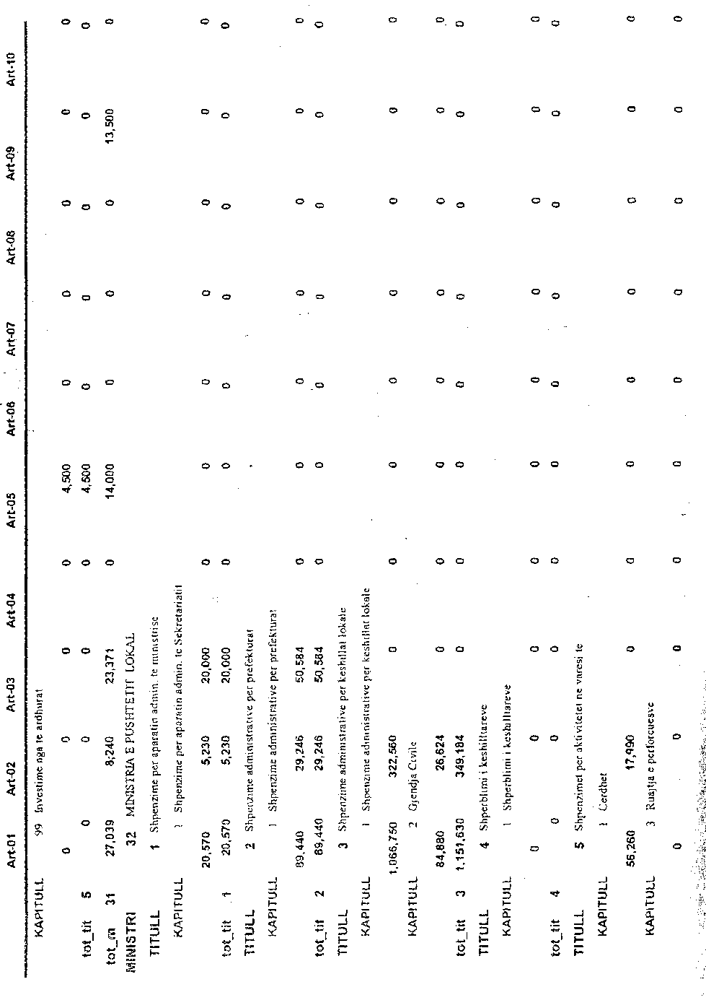 Art-01 Art-02 Art-03 Art-04 Art-05 Art-06 Art-07 Art-08 Art-09 Art-10
KAPITULL 99 Investime nga te ardhurat
0 0 0 0 4,500 0 0 0 0 0
tot_tit 5 0 0 0 0 4,500 0 0 0 0 0
tot_m 31 27,039 8,240 23,371 0 14,000 0 0 0 13,500 0
MINISTRI 32 MINISTRIA E PUSHTETIT LOKAL
TITULL 1 Shpenzime per aparatin admin. te ministrise
KAPITULL 1 Shpenzime per aparatin admin. te Sekretariatit
20,570 5,230 20,000 0 0 0 0 0 0 0
tot_tit 1 20,570 5,230 20,000 0 0 0 0 0 0 0
TITULL 2 Shpenzime administrative per prefekturat
KAPITULL 1 Shpenzime administrative per prefekturat
89,440 29,246 50,584 0 0 0 0 0 0 0
tot_tit 2 89,440 29,246 50,584 0 0 0 0 0 0 0
TITULL 3 Shpenzime administrative per keshillat lokale
KAPITULL 1 Shpenzime administrative per keshillat lokale
1,066,750 322,560 0 0 0 0 0 0 0 0
KAPITULL 2 Gjendja Civile
84,880 26,624 0 0 0 0 0 0 0 0
tot_tit 3 1,151,630 349,184 0 0 0 0 0 0 0 0
TITULL 4 Shperblimi i keshilltareve
KAPITULL 1 Shperblimi i keshilltareve
0 0 0 0 0 0 0 0 0 0
tot_tit 4 0 0 0 0 0 0 0 0 0 0
TITULL 5 Shpenzimet per aktivitetet ne varesi te
KAPITULL 1 Cerdhet
56,260 17,990 0 0 0 0 0 0 0 0
KAPITULL 3 Ruajtja e perforcuesve
0 0 0 0 0 0 0 0 0 0